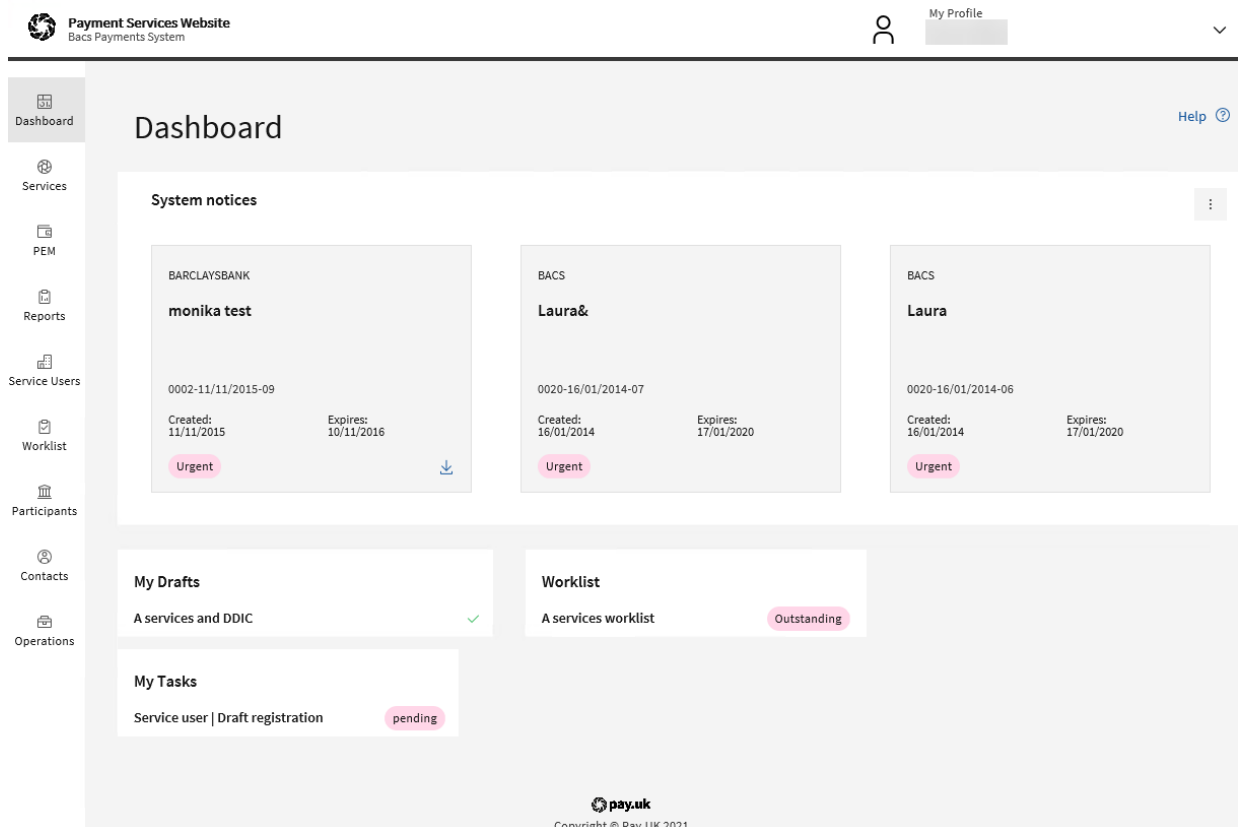 Payment Services Website
Bacs Payments System
My Profile
Dashboard
Services
PEM
Reports
Service Users
Worklist
Participants
Contacts
Operations
Dashboard
Help
System notices
BARCLAYSBANK
monika test
0002-11/11/2015-09
Created: Expires:
11/11/2015 10/11/2016
Urgent
BACS
Laura&
0020-16/01/2014-07
Created: Expires:
16/01/2014 17/01/2020
Urgent
BACS
Laura
0020-16/01/2014-06
Created: Expires:
16/01/2014 17/01/2020
Urgent
My Drafts
A services and DDIC
Worklist
A services worklist Outstanding
My Tasks
Service user | Draft registration pending
pay.uk
Copyright © Pay.UK 2021